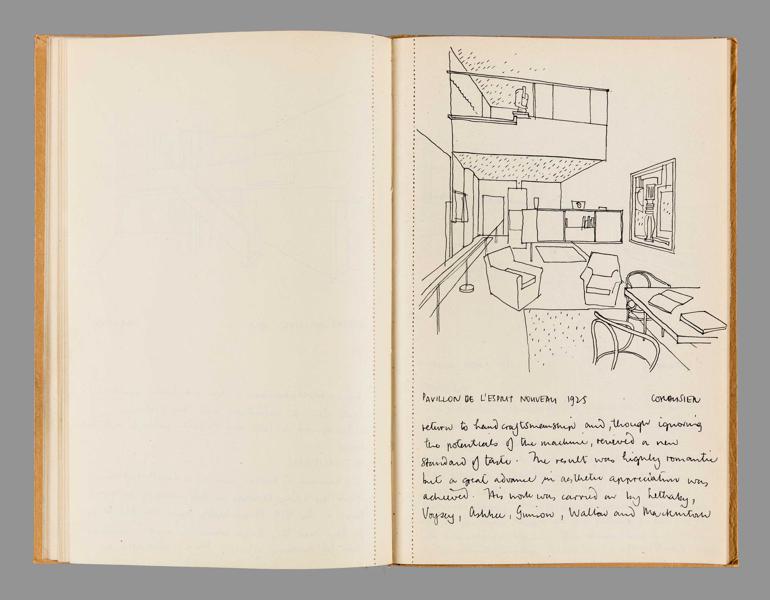 PAVILLON DE L'ESPRIT NOUVEAU 1925 CORBUSIER
return to handcraftsmanship and, though ignoring
the potentials of the machine, renewed a new
standard of taste. The result was highly romantic
but a great advance in aesthetic appreciation was
achieved. His work was carried on by Lethaby,
Voysey, Ashbee, Gimson, Walton and Mackintosh